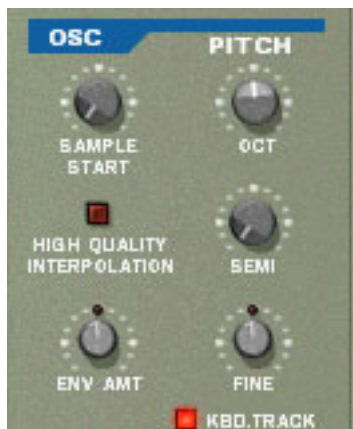 OSC
PITCH
SAMPLE
START
OCT
HIGH QUALITY
INTERPOLATION
SEMI
ENV AMT
FINE
KBD.TRACK